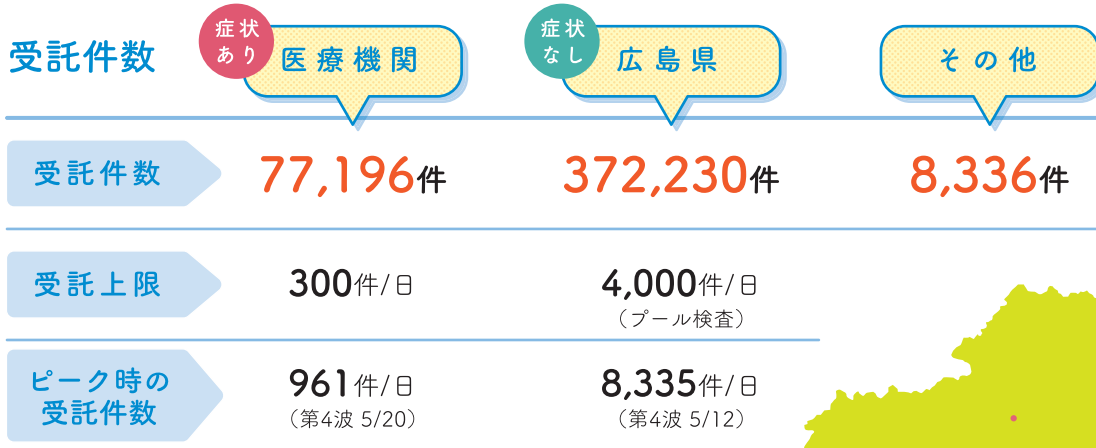 受託件数
症状
あり
医療機関
症状
なし
広島県
その他
受託件数
77,196件
372,230件
8,336件
受託上限
300件/日
4,000件/日
（プール検査）
ピーク時の
受託件数
961件/日
（第4波 5/20）
8,335件/日
（第4波 5/12）